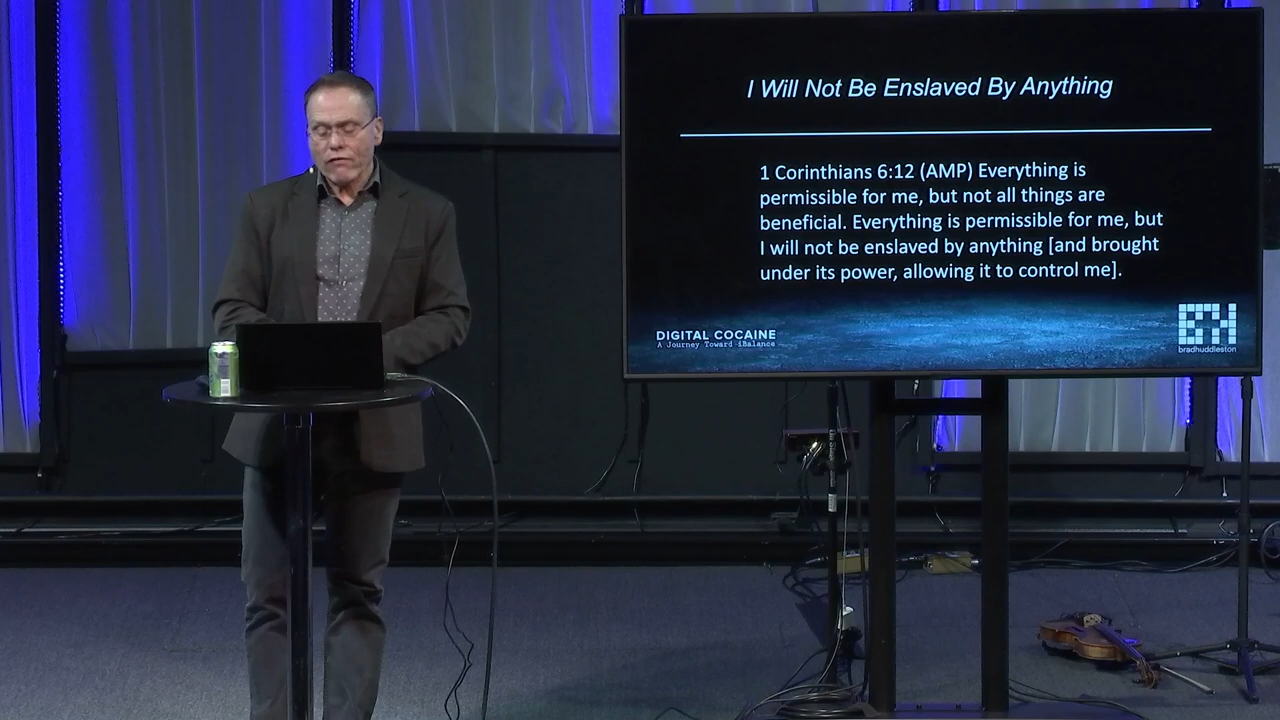 I Will Not Be Enslaved By Anything
1 Corinthians 6:12 (AMP) Everything is
permissible for me, but not all things are
beneficial. Everything is permissible for me, but
I will not be enslaved by anything [and brought
under its power, allowing it to control me].
DIGITAL COCAINE
A Journey Toward iBalance
bradhuddleston